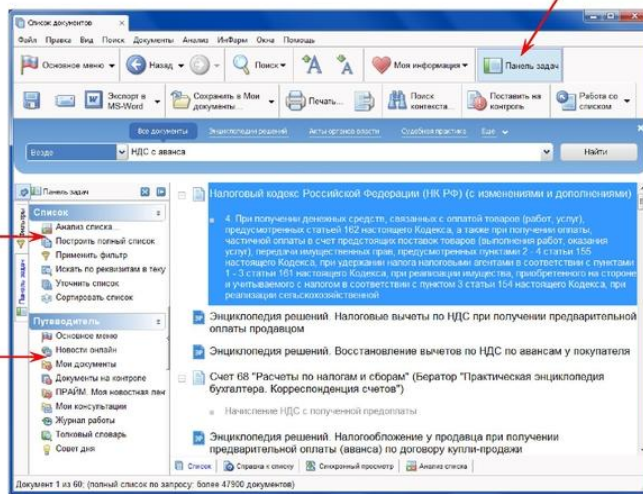 Список документов
Файл Правка Вид Поиск Документы Анализ ИнФарм Окна Помощь
Основное меню Назад Поиск Моя информация Панель задач
Экспорт в MS-Word Сохранить в Мои документы... Печать... Поиск контекста... Поставить на контроль Работа со списком
Все документы Энциклопедия решений Акты органов власти Судебная практика Еще
Везде НДС с аванса Найти
Панель задач
Фильтры
Панель задач
Список
Анализ списка...
Построить полный список
Применить фильтр
Искать по реквизитам в теку
Уточнить список
Сортировать список
Путеводитель
Основное меню
Новости онлайн
Мои документы
Документы на контроле
ПРАЙМ. Моя новостная лен
Мои консультации
Журнал работы
Толковый словарь
Совет дня
Налоговый кодекс Российской Федерации (НК РФ) (с изменениями и дополнениями)
4. При получении денежных средств, связанных с оплатой товаров (работ, услуг),
предусмотренных статьей 162 настоящего Кодекса, а также при получении оплаты,
частичной оплаты в счет предстоящих поставок товаров (выполнения работ, оказания
услуг), передачи имущественных прав, предусмотренных пунктами 2 - 4 статьи 155
настоящего Кодекса, при удержании налога налоговыми агентами в соответствии с пунктами
1 - 3 статьи 161 настоящего Кодекса, при реализации имущества, приобретенного на стороне
и учитываемого с налогом в соответствии с пунктом 3 статьи 154 настоящего Кодекса, при
реализации сельскохозяйственной
Энциклопедия решений. Налоговые вычеты по НДС при получении предварительной
оплаты продавцом
Энциклопедия решений. Восстановление вычетов по НДС по авансам у покупателя
Счет 68 "Расчеты по налогам и сборам" (Бератор "Практическая энциклопедия
бухгалтера. Корреспонденция счетов")
Начисление НДС с полученной предоплаты
Энциклопедия решений. Налогообложение у продавца при получении
предварительной оплаты (аванса) по договору купли-продажи
Список Справка к списку Синхронный просмотр Анализ списка
Документ 1 из 60; (полный список по запросу: более 47900 документов)